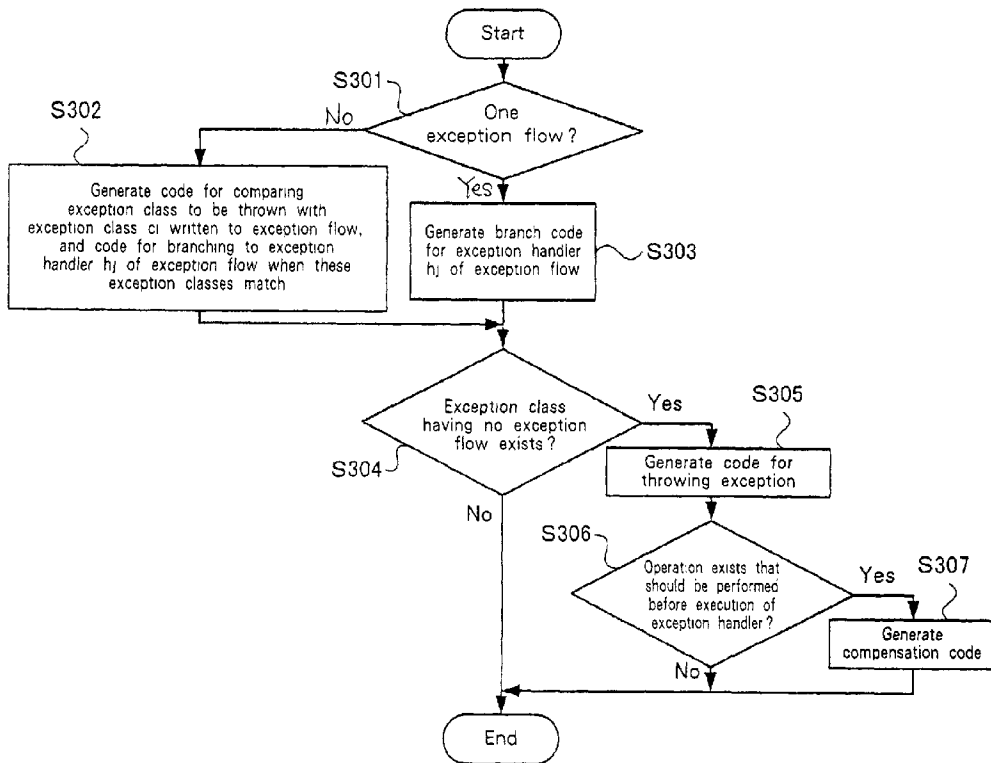 Start
S301
One
exception flow?
No
Yes
S302
Generate code for comparing
exception class to be thrown with
exception class ci written to exception flow,
and code for branching to exception
handler hj of exception flow when these
exception classes match
Generate branch code
for exception handler
hj of exception flow
S303
Exception class
having no exception
flow exists?
S304
Yes
No
S305
Generate code for
throwing exception
S306
Operation exists that
should be performed
before execution of
exception handler?
Yes
No
S307
Generate
compensation code
End